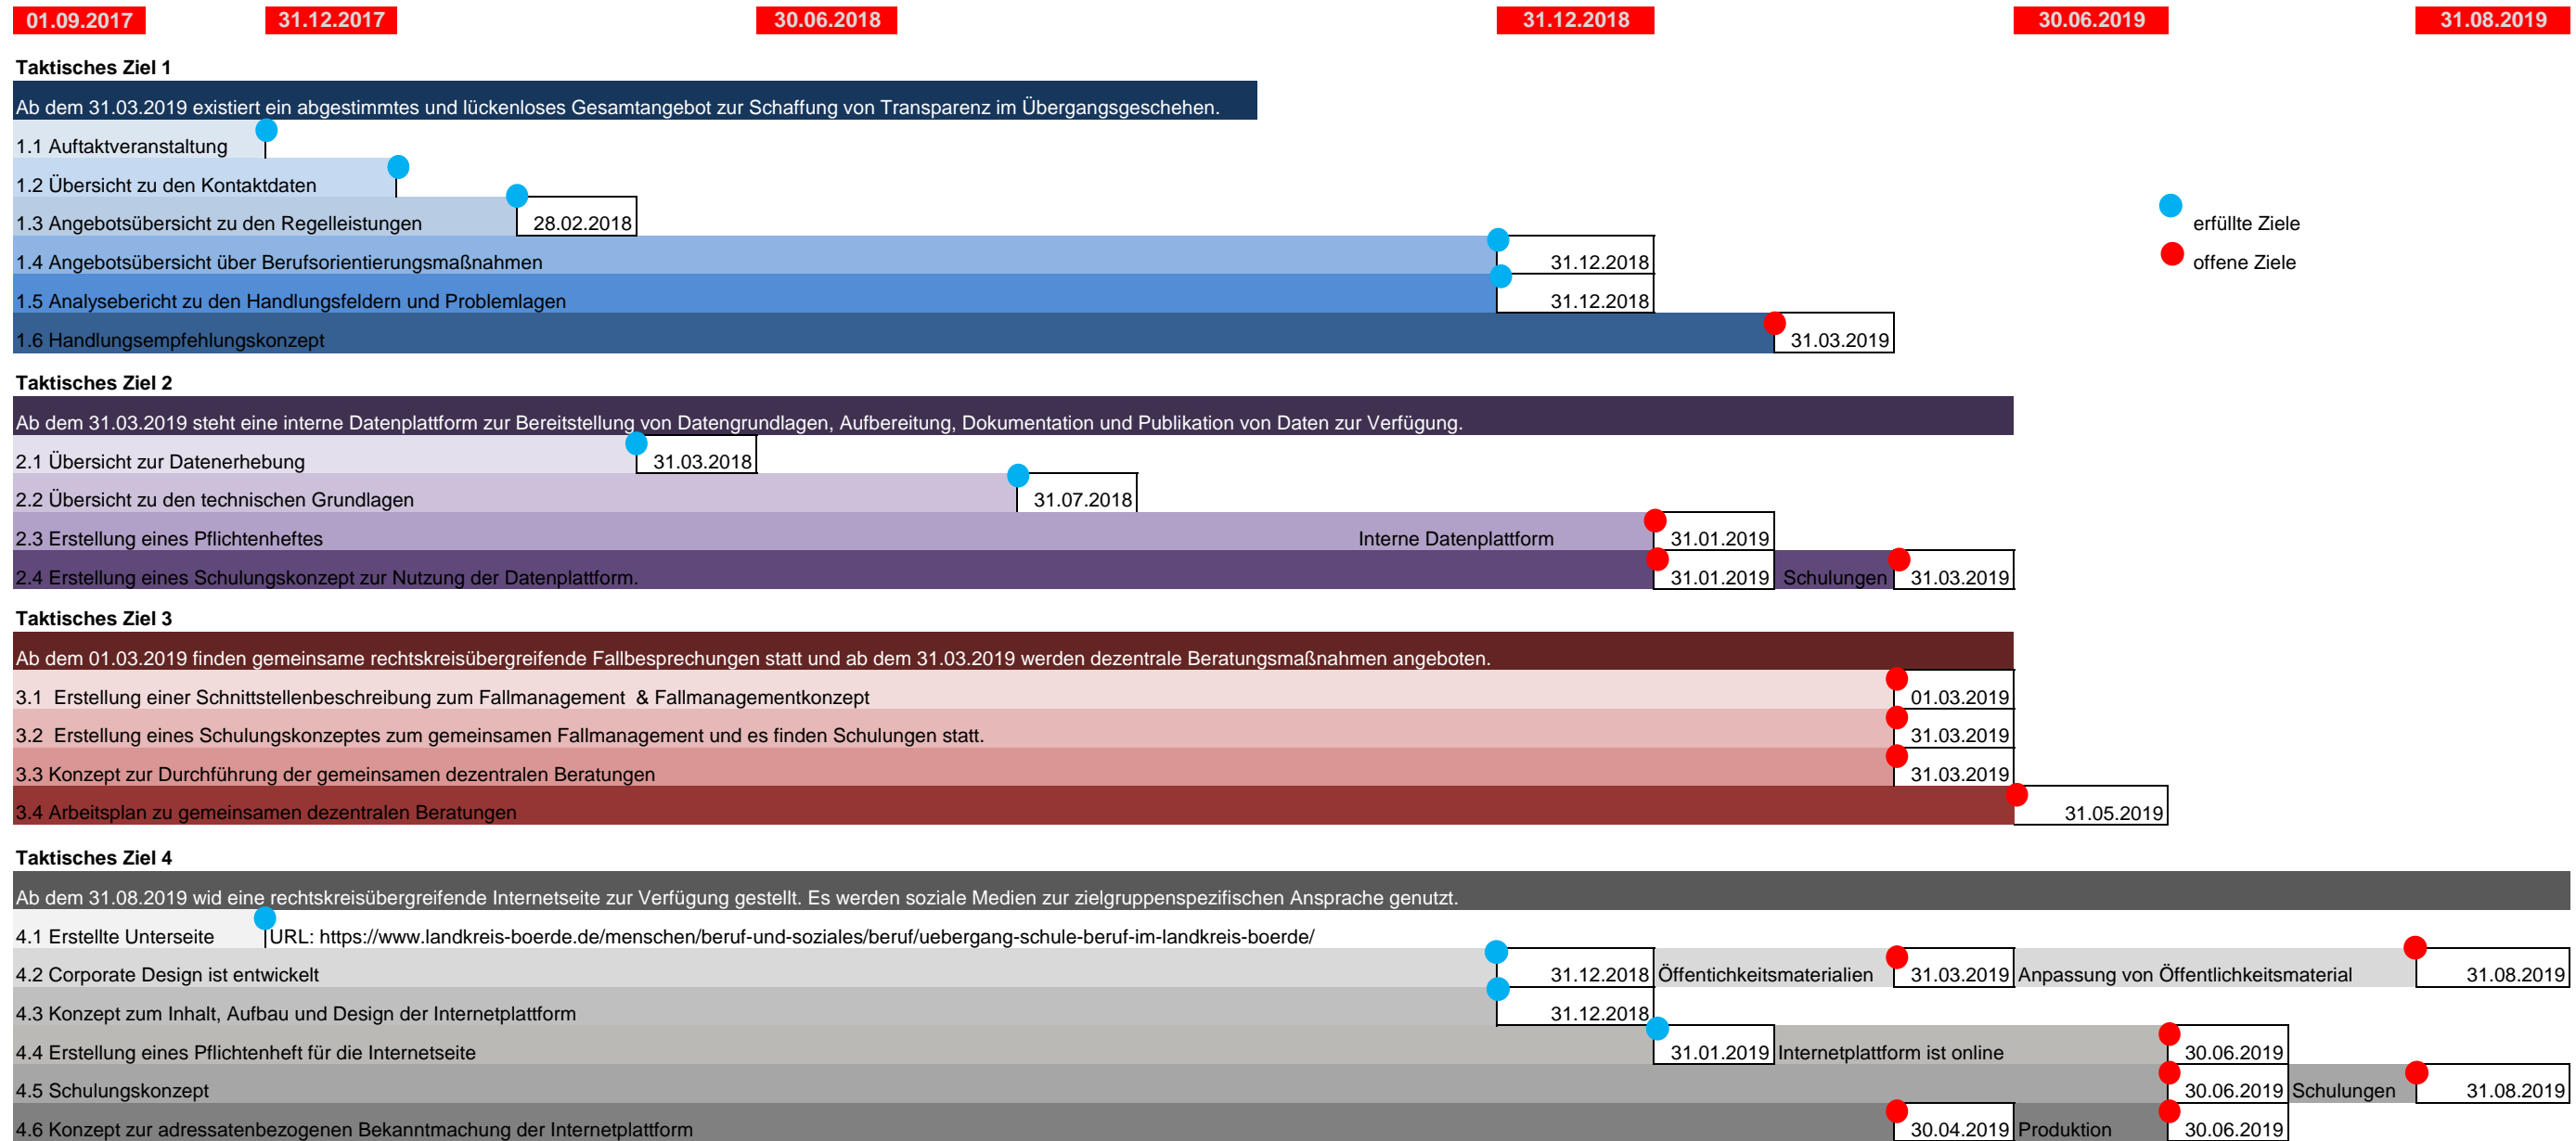 01.09.2017 31.12.2017 30.06.2018 31.12.2018 30.06.2019 31.08.2019
Taktisches Ziel 1
Ab dem 31.03.2019 existiert ein abgestimmtes und lückenloses Gesamtangebot zur Schaffung von Transparenz im Übergangsgeschehen.
1.1 Auftaktveranstaltung
1.2 Übersicht zu den Kontaktdaten
1.3 Angebotsübersicht zu den Regelleistungen 28.02.2018
erfüllte Ziele
1.4 Angebotsübersicht über Berufsorientierungsmaßnahmen 31.12.2018
offene Ziele
1.5 Analysebericht zu den Handlungsfeldern und Problemlagen 31.12.2018
1.6 Handlungsempfehlungskonzept 31.03.2019
Taktisches Ziel 2
Ab dem 31.03.2019 steht eine interne Datenplattform zur Bereitstellung von Datengrundlagen, Aufbereitung, Dokumentation und Publikation von Daten zur Verfügung.
2.1 Übersicht zur Datenerhebung 31.03.2018
2.2 Übersicht zu den technischen Grundlagen 31.07.2018
2.3 Erstellung eines Pflichtenheftes Interne Datenplattform 31.01.2019
2.4 Erstellung eines Schulungskonzept zur Nutzung der Datenplattform. 31.01.2019 Schulungen 31.03.2019
Taktisches Ziel 3
Ab dem 01.03.2019 finden gemeinsame rechtskreisübergreifende Fallbesprechungen statt und ab dem 31.03.2019 werden dezentrale Beratungsmaßnahmen angeboten.
3.1 Erstellung einer Schnittstellenbeschreibung zum Fallmanagement & Fallmanagementkonzept 01.03.2019
3.2 Erstellung eines Schulungskonzeptes zum gemeinsamen Fallmanagement und es finden Schulungen statt. 31.03.2019
3.3 Konzept zur Durchführung der gemeinsamen dezentralen Beratungen 31.03.2019
3.4 Arbeitsplan zu gemeinsamen dezentralen Beratungen 31.05.2019
Taktisches Ziel 4
Ab dem 31.08.2019 wid eine rechtskreisübergreifende Internetseite zur Verfügung gestellt. Es werden soziale Medien zur zielgruppenspezifischen Ansprache genutzt.
4.1 Erstellte Unterseite URL: https://www.landkreis-boerde.de/menschen/beruf-und-soziales/beruf/uebergang-schule-beruf-im-landkreis-boerde/
4.2 Corporate Design ist entwickelt 31.12.2018 Öffentichkeitsmaterialien 31.03.2019 Anpassung von Öffentlichkeitsmaterial 31.08.2019
4.3 Konzept zum Inhalt, Aufbau und Design der Internetplattform 31.12.2018
4.4 Erstellung eines Pflichtenheft für die Internetseite 31.01.2019 Internetplattform ist online 30.06.2019
4.5 Schulungskonzept 30.06.2019 Schulungen 31.08.2019
4.6 Konzept zur adressatenbezogenen Bekanntmachung der Internetplattform 30.04.2019 Produktion 30.06.2019